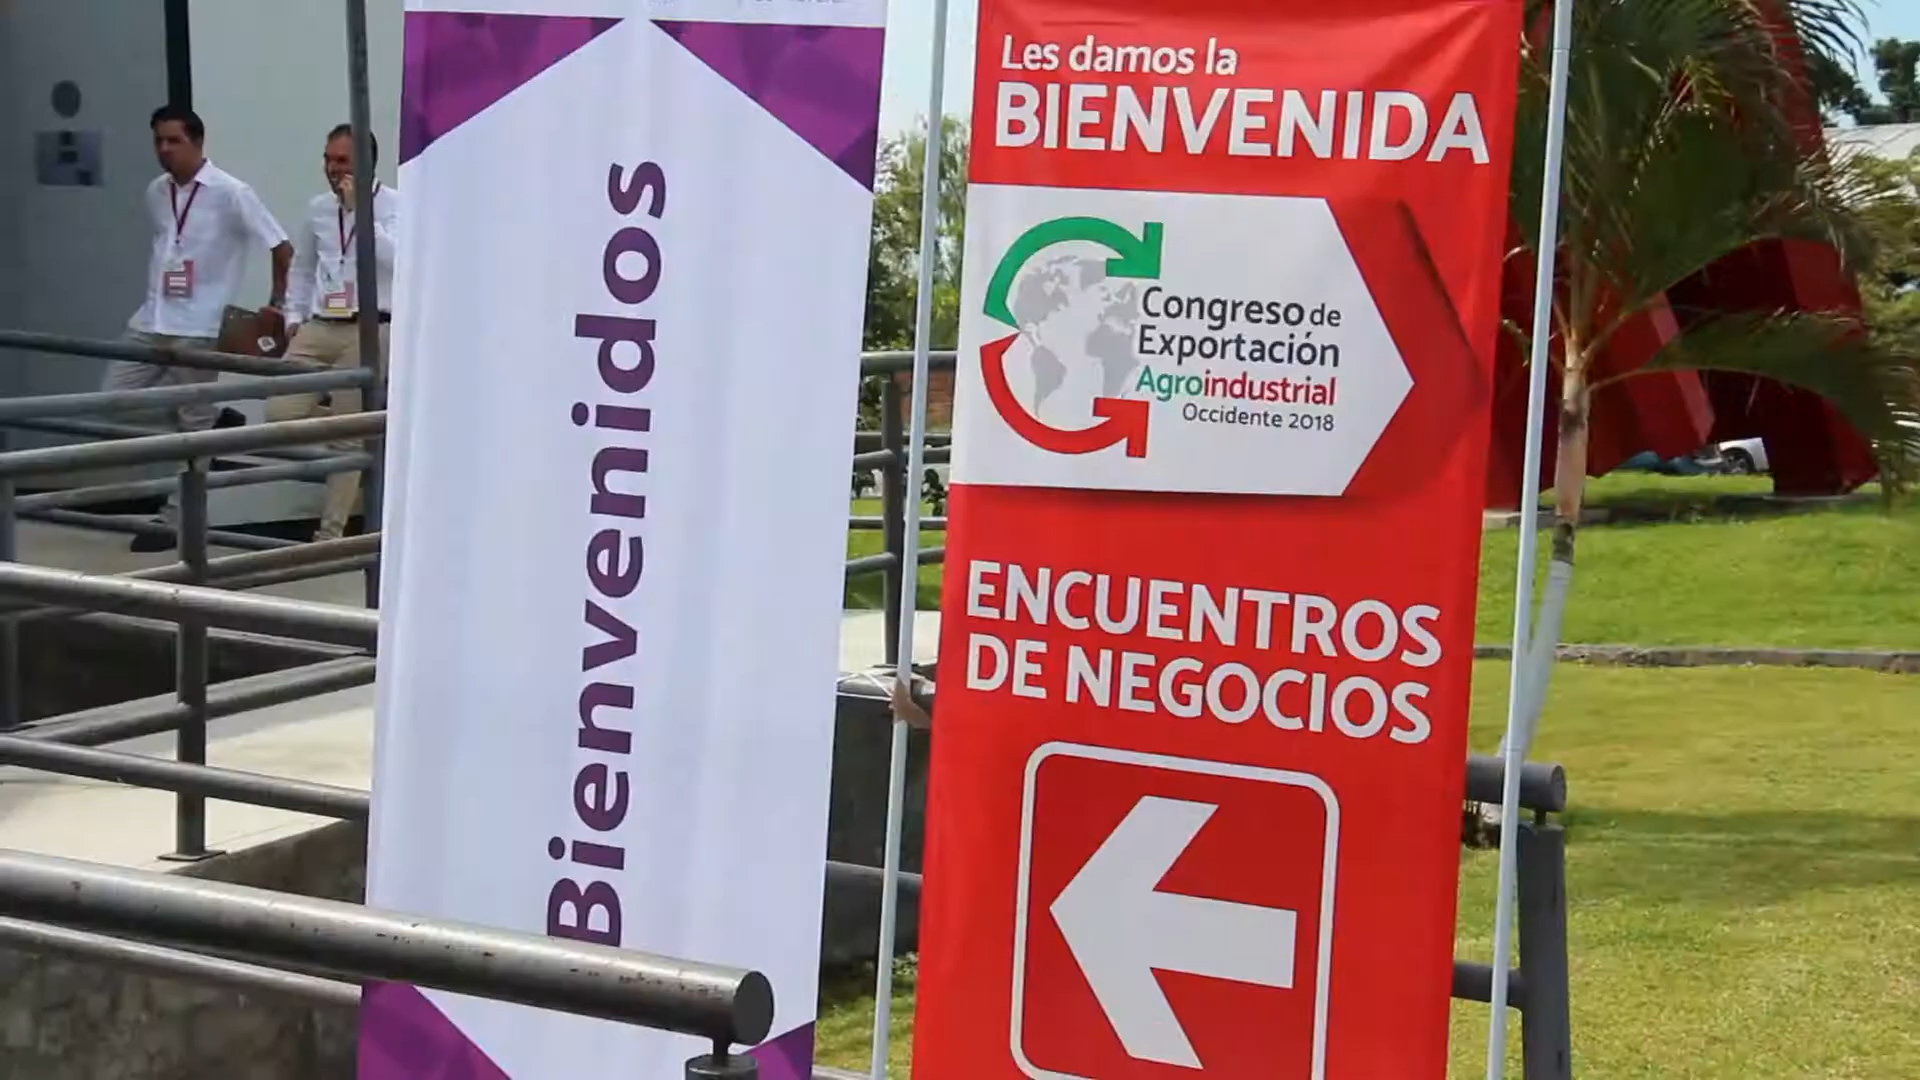 Bienvenidos
Les damos la
BIENVENIDA
Congreso de
Exportación
Agroindustrial
Occidente 2018
ENCUENTROS
DE NEGOCIOS